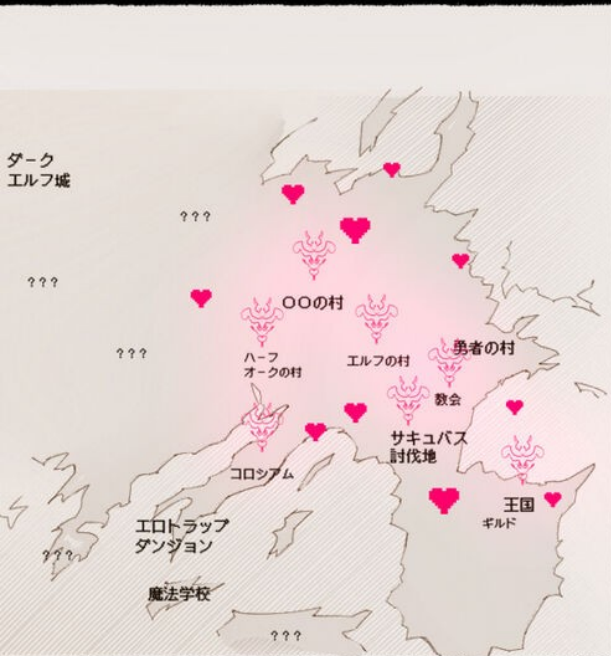 ダーク
エルフ城
???
???
〇〇の村
???
ハーフ
オークの村
エルフの村
勇者の村
教会
サキュバス
討伐地
コロシアム
王国
ギルド
エロトラップ
ダンジョン
???
魔法学校
???